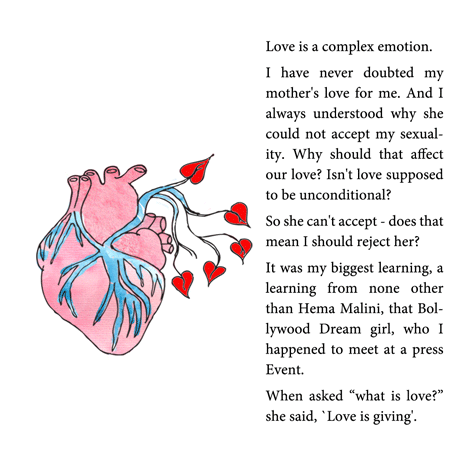 Love is a complex emotion.
I have never doubted my
mother's love for me. And I
always understood why she
could not accept my sexual-
ity. Why should that affect
our love? Isn't love supposed
to be unconditional?
So she can't accept - does that
mean I should reject her?
It was my biggest learning, a
learning from none other
than Hema Malini, that Bol-
lywood Dream girl, who I
happened to meet at a press
Event.
When asked “what is love?”
she said, `Love is giving'.